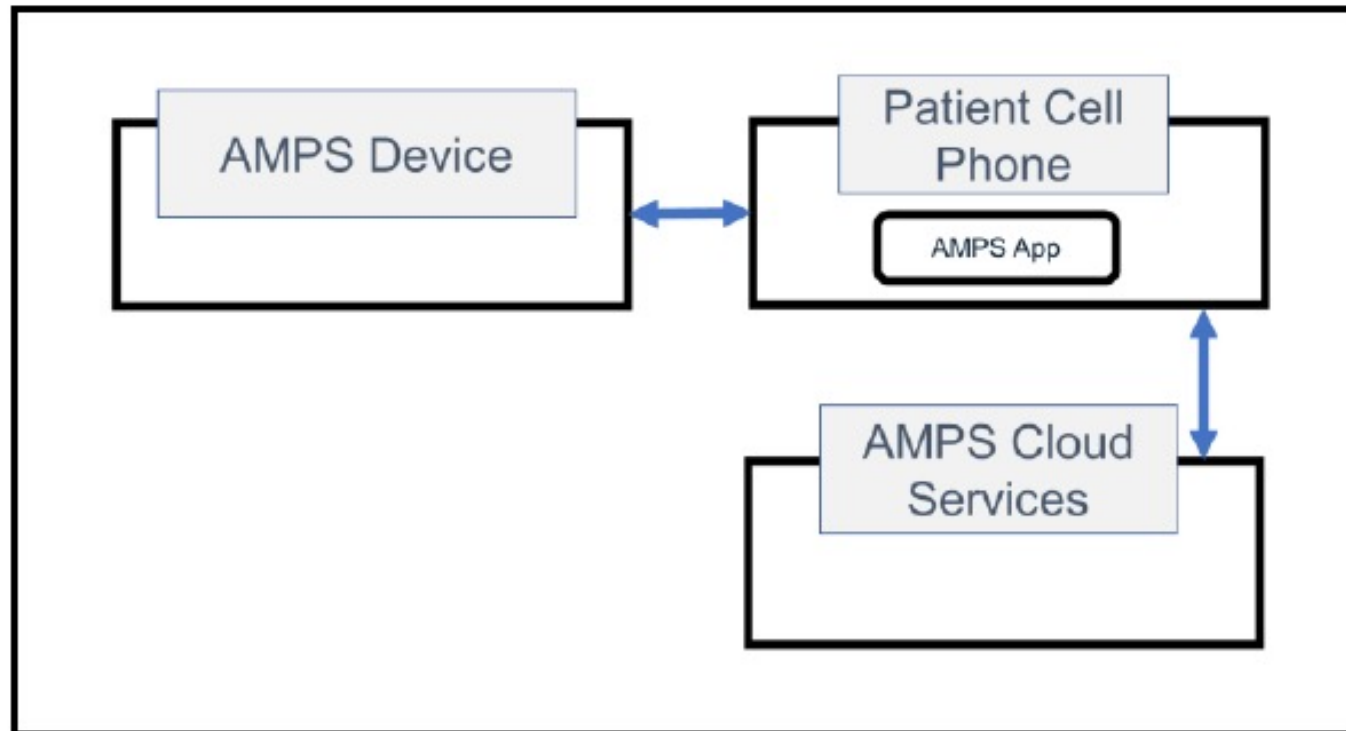 AMPS Device
Patient Cell
Phone
AMPS App
AMPS Cloud
Services